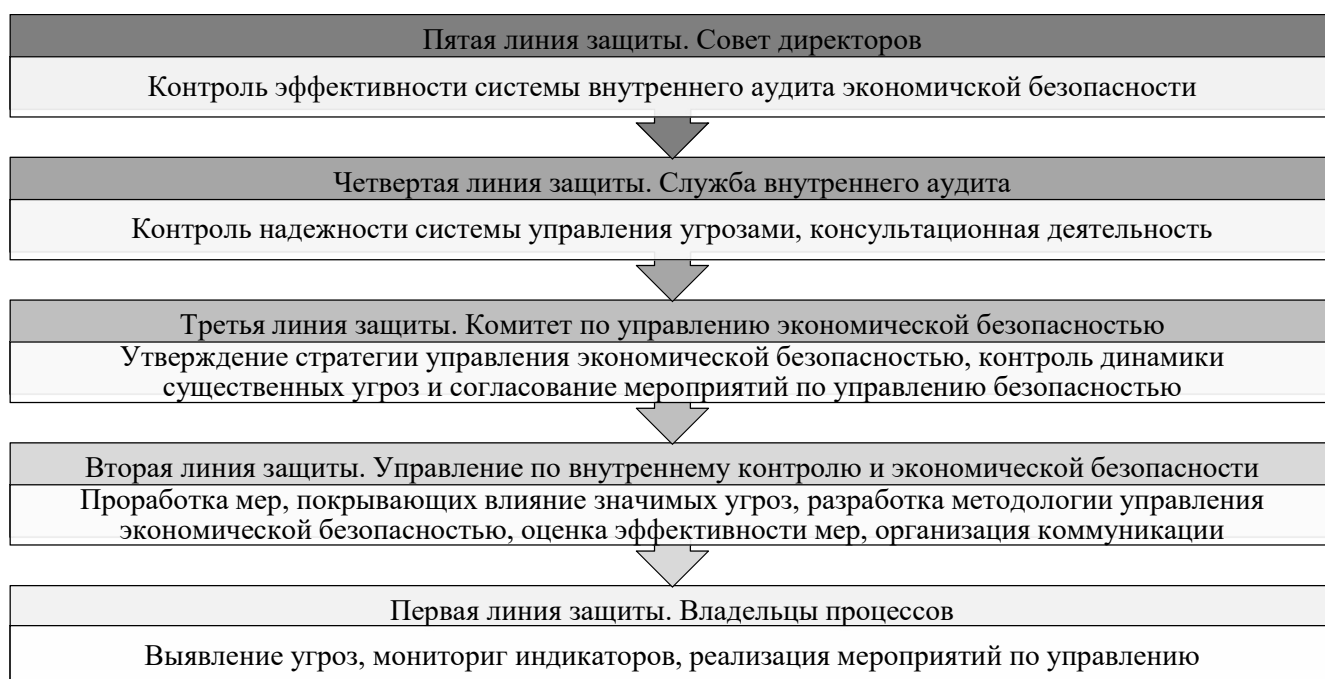 Пятая линия защиты. Совет директоров
Контроль эффективности системы внутреннего аудита экономичской безопасности
Четвертая линия защиты. Служба внутреннего аудита
Контроль надежности системы управления угрозами, консультационная деятельность
Третья линия защиты. Комитет по управлению экономической безопасностью
Утверждение стратегии управления экономической безопасностью, контроль динамики
существенных угроз и согласование мероприятий по управлению безопасностью
Вторая линия защиты. Управление по внутреннему контролю и экономической безопасности
Проработка мер, покрывающих влияние значимых угроз, разработка методологии управления
экономической безопасностью, оценка эффективности мер, организация коммуникации
Первая линия защиты. Владельцы процессов
Выявление угроз, мониториг индикаторов, реализация мероприятий по управлению